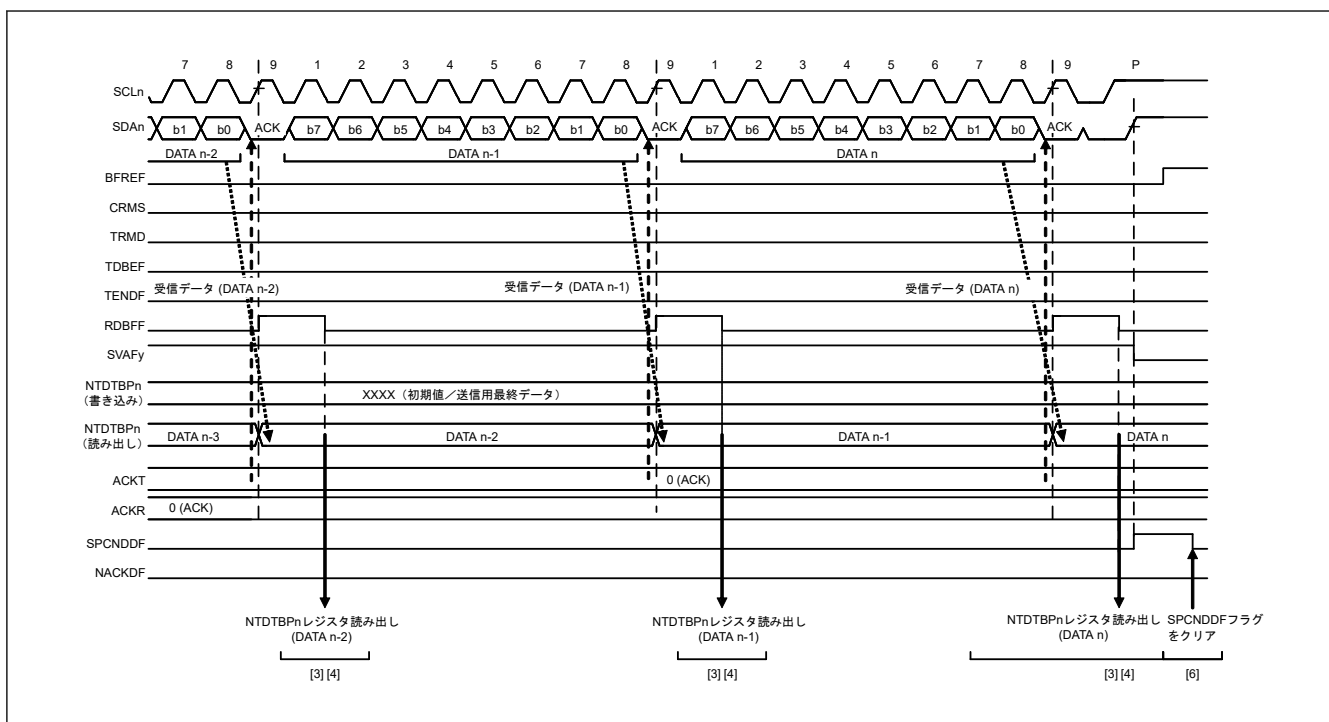 7 8 9 1 2 3 4 5 6 7 8 9 1 2 3 4 5 6 7 8 9 P
SCLn
SDAn b1 b0 ACK b7 b6 b5 b4 b3 b2 b1 b0 ACK b7 b6 b5 b4 b3 b2 b1 b0 ACK
DATA n-2 DATA n-1 DATA n
BFREF
CRMS
TRMD
TDBEF
TENDF 受信データ (DATA n-2) 受信データ (DATA n-1) 受信データ (DATA n)
RDBFF
SVAFy
NTDTBPn
(書き込み)
XXXX(初期値/送信用最終データ)
NTDTBPn
(読み出し)
DATA n-3 DATA n-2 DATA n-1 DATA n
ACKT 0 (ACK)
ACKR 0 (ACK)
SPCNDDF
NACKDF
NTDTBPnレジスタ読み出し
(DATA n-2)
NTDTBPnレジスタ読み出し
(DATA n-1)
NTDTBPnレジスタ読み出し
(DATA n)
SPCNDDFフラグ
をクリア
[3] [4] [3] [4] [3] [4] [6]